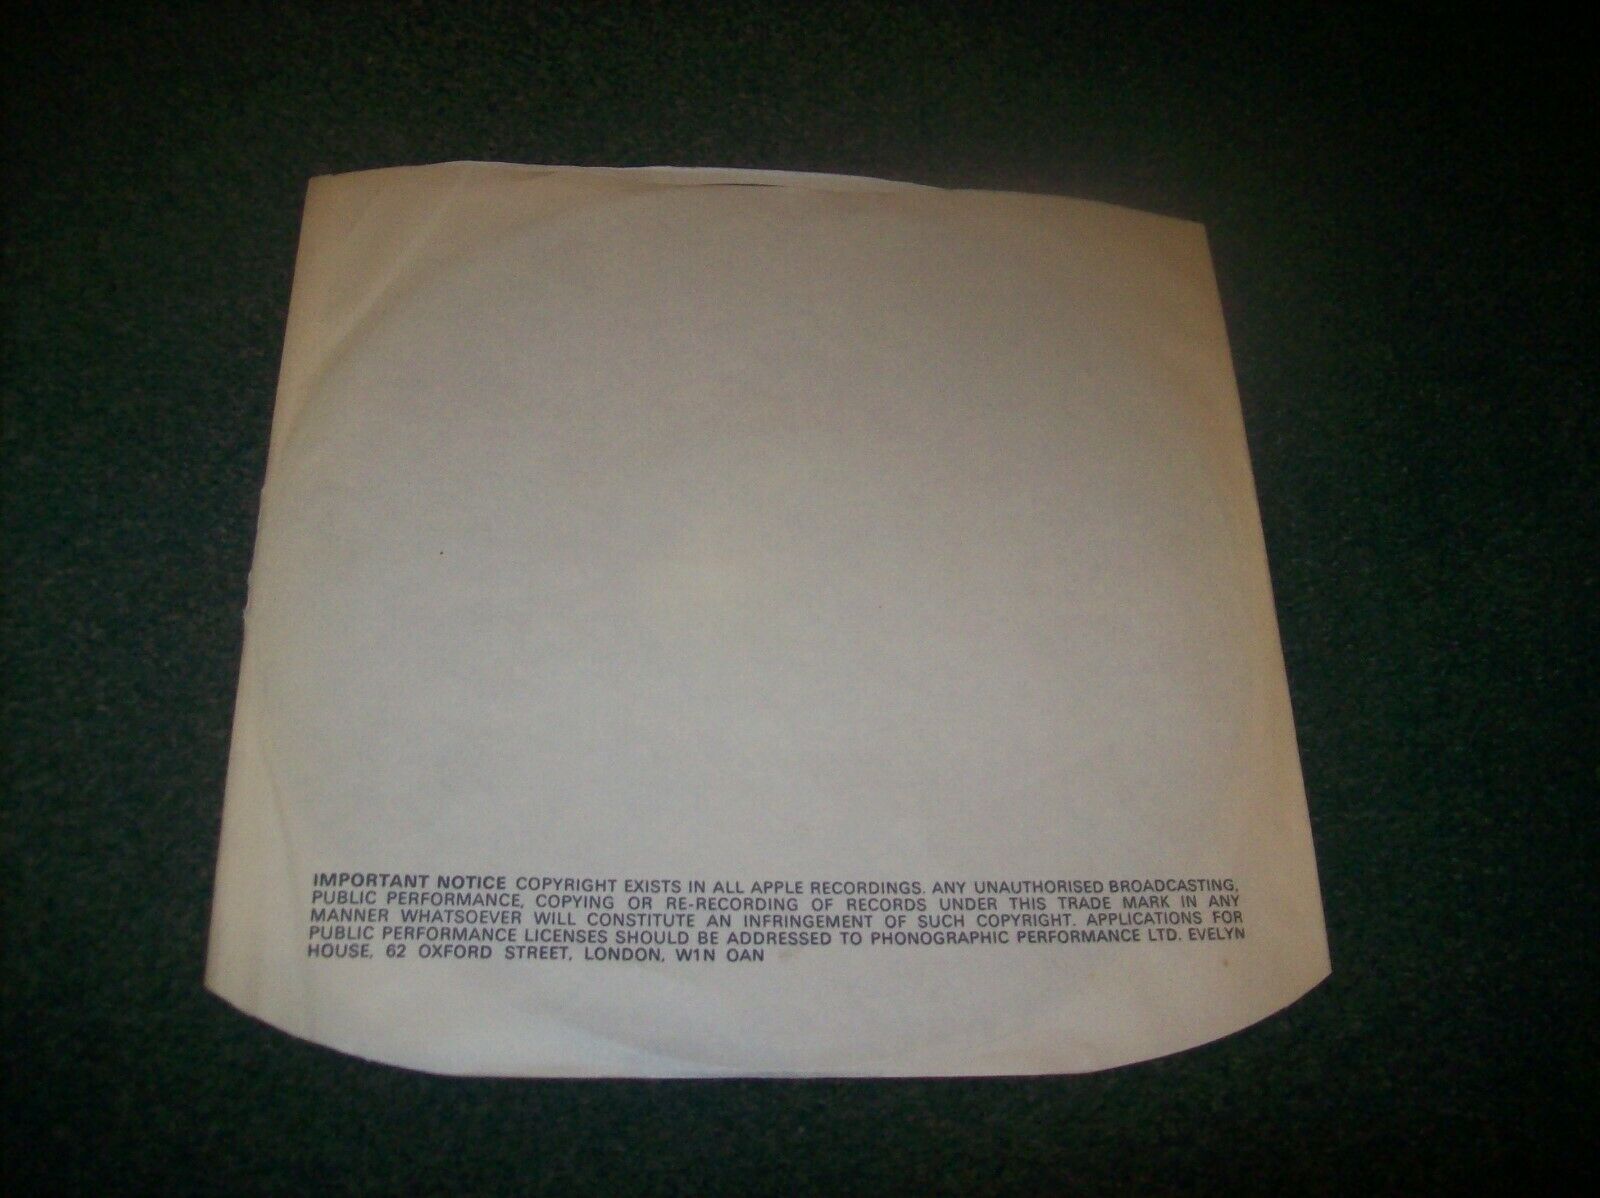 IMPORTANT NOTICE COPYRIGHT EXISTS IN ALL APPLE RECORDINGS. ANY UNAUTHORISED BROADCASTING,
PUBLIC PERFORMANCE, COPYING OR RE-RECORDING OF RECORDS UNDER THIS TRADE MARK IN ANY
MANNER WHATSOEVER WILL CONSTITUTE AN INFRINGEMENT OF SUCH COPYRIGHT. APPLICATIONS FOR
PUBLIC PERFORMANCE LICENSES SHOULD BE ADDRESSED TO PHONOGRAPHIC PERFORMANCE LTD. EVELYN
HOUSE, 62 OXFORD STREET, LONDON, W1N OAN